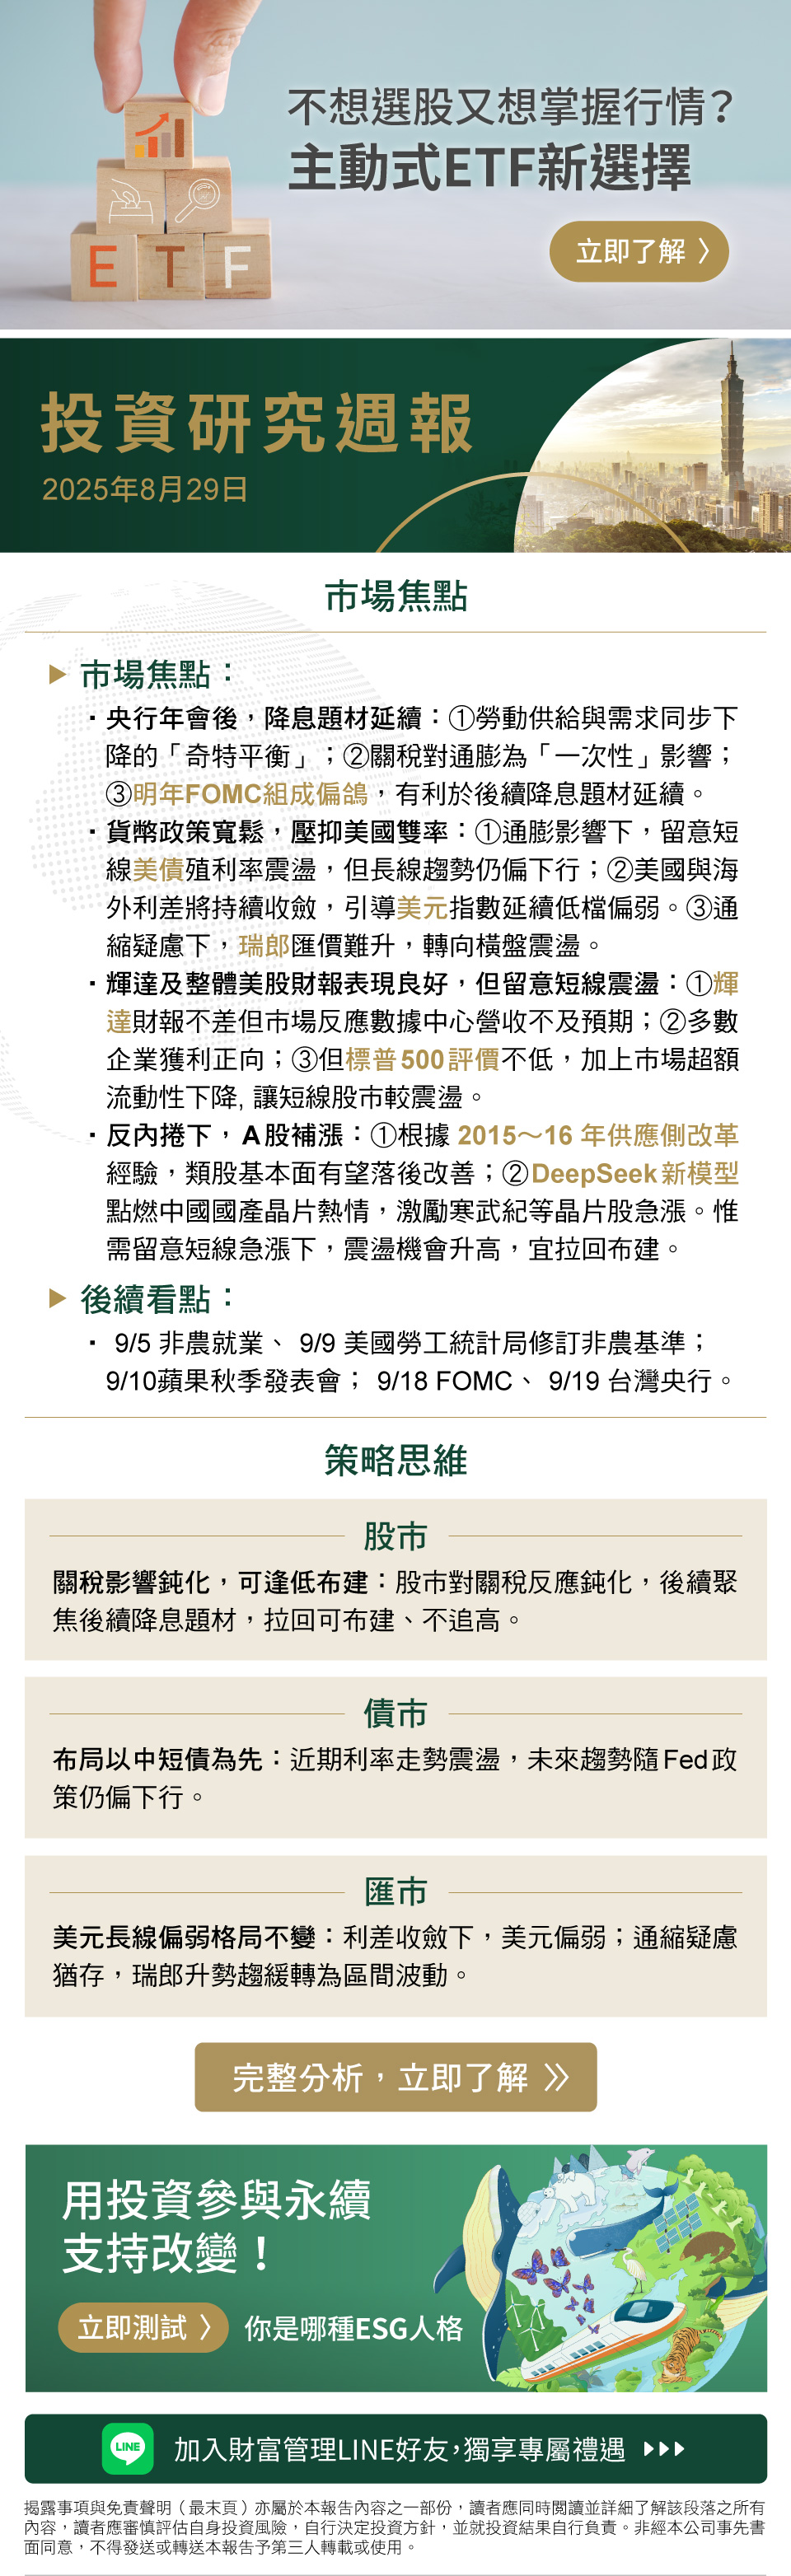 不想選股又想掌握行情？
主動式ETF新選擇
立即了解 〉
E T F
投資研究週報
2025年8月29日
市場焦點
▶ 市場焦點：
·央行年會後，降息題材延續：①勞動供給與需求同步下
降的「奇特平衡」；②關稅對通膨為「一次性」影響；
③明年FOMC組成偏鴿，有利於後續降息題材延續。
·貨幣政策寬鬆，壓抑美國雙率：①通膨影響下，留意短
線美債殖利率震盪，但長線趨勢仍偏下行；②美國與海
外利差將持續收斂，引導美元指數延續低檔偏弱。③通
縮疑慮下，瑞郎匯價難升，轉向橫盤震盪。
·輝達及整體美股財報表現良好，但留意短線震盪：①輝
達財報不差但市場反應數據中心營收不及預期；②多數
企業獲利正向；③但標普500評價不低，加上市場超額
流動性下降, 讓短線股市較震盪。
·反內捲下，A股補漲：①根據 2015～16 年供應側改革
經驗，類股基本面有望落後改善；②DeepSeek新模型
點燃中國國產晶片熱情，激勵寒武紀等晶片股急漲。惟
需留意短線急漲下，震盪機會升高，宜拉回布建。
▶ 後續看點：
· 9/5 非農就業、 9/9 美國勞工統計局修訂非農基準；
9/10蘋果秋季發表會； 9/18 FOMC、 9/19 台灣央行。
策略思維
股市
關稅影響鈍化，可逢低布建：股市對關稅反應鈍化，後續聚
焦後續降息題材，拉回可布建、不追高。
債市
布局以中短債為先：近期利率走勢震盪，未來趨勢隨Fed政
策仍偏下行。
匯市
美元長線偏弱格局不變：利差收斂下，美元偏弱；通縮疑慮
猶存，瑞郎升勢趨緩轉為區間波動。
完整分析，立即了解 》
用投資參與永續
支持改變！
立即測試 〉 你是哪種ESG人格
LINE 加入財富管理LINE好友，獨享專屬禮遇 ▶▶▶
揭露事項與免責聲明（最末頁）亦屬於本報告內容之一部份，讀者應同時閱讀並詳細了解該段落之所有
內容，讀者應審慎評估自身投資風險，自行決定投資方針，並就投資結果自行負責。非經本公司事先書
面同意，不得發送或轉送本報告予第三人轉載或使用。